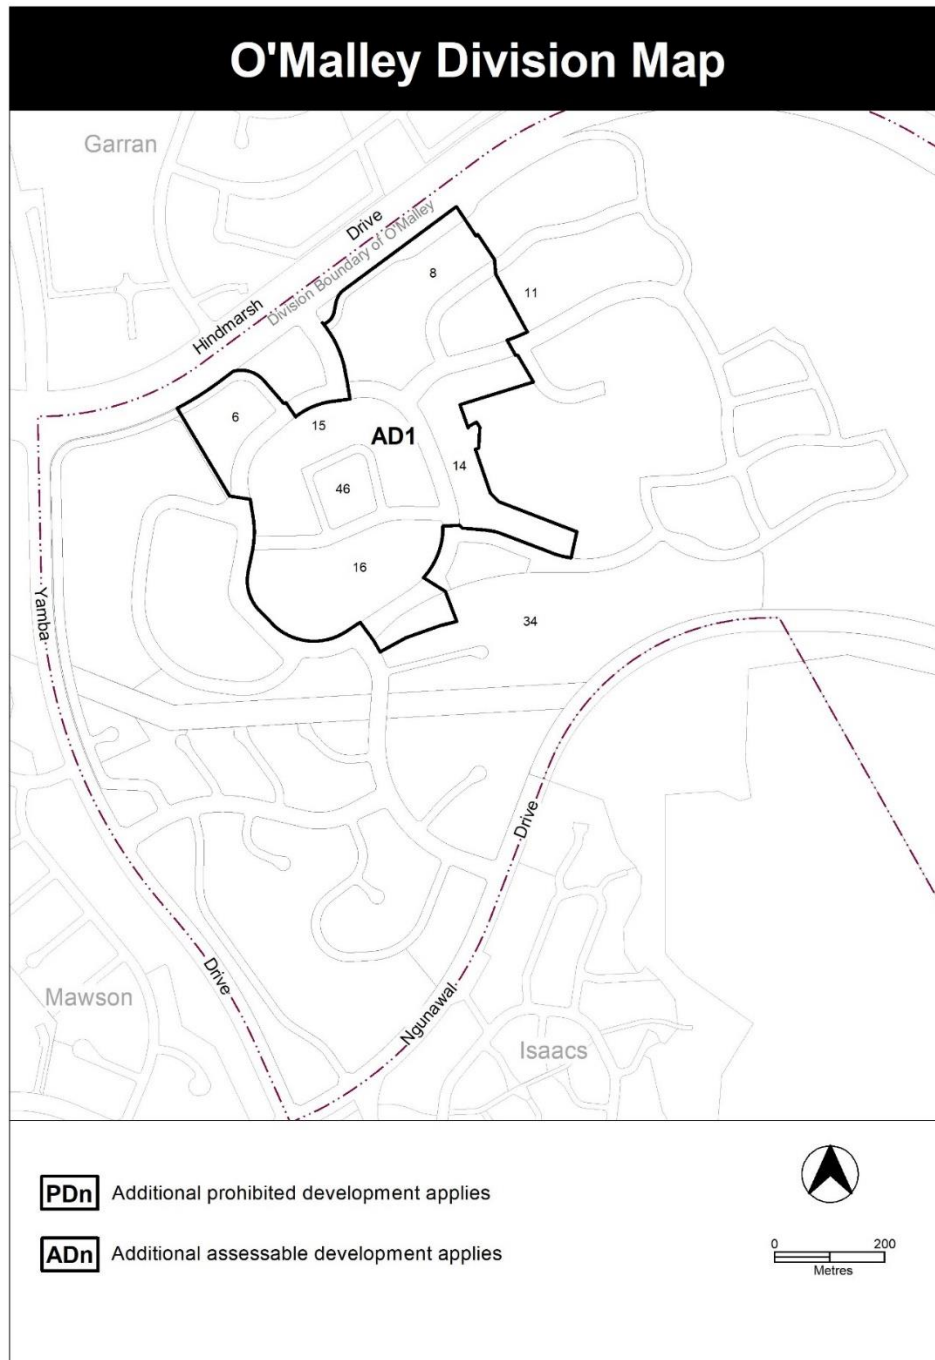 O'Malley Division Map
Garran
Hindmarsh
Drive
Division Boundary of O'Malley
8
11
6
15
AD1
14
46
16
34
Yamba
Drive
Drive
Ngunawal
Mawson
Isaacs
PDn Additional prohibited development applies
ADn Additional assessable development applies
0 200
Metres